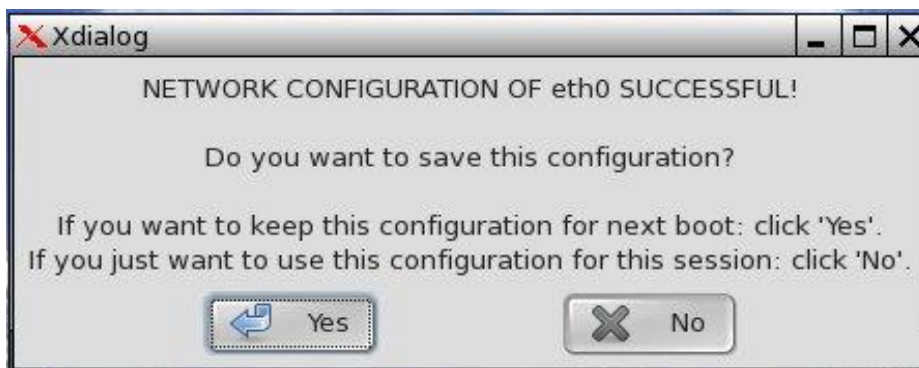 Xdialog
NETWORK CONFIGURATION OF eth0 SUCCESSFUL!
Do you want to save this configuration?
If you want to keep this configuration for next boot: click 'Yes'.
If you just want to use this configuration for this session: click 'No'.
Yes No